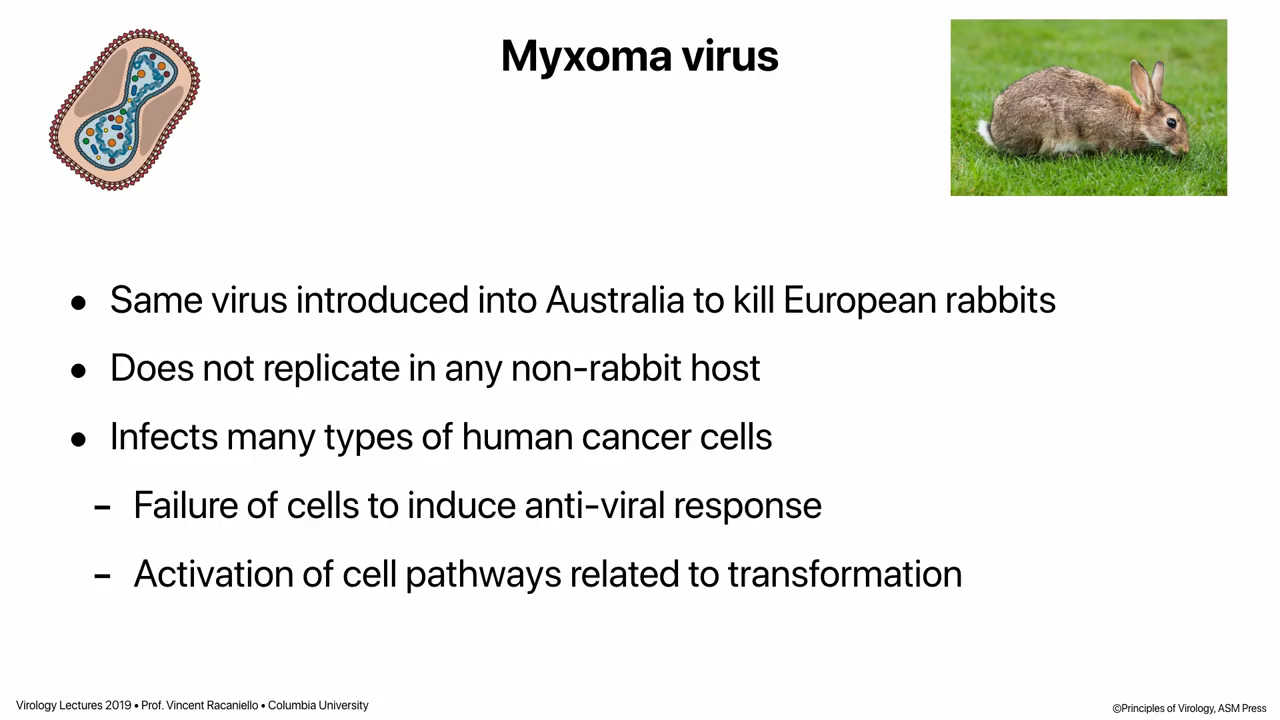 Myxoma virus
• Same virus introduced into Australia to kill European rabbits
• Does not replicate in any non-rabbit host
• Infects many types of human cancer cells
– Failure of cells to induce anti-viral response
– Activation of cell pathways related to transformation
Virology Lectures 2019 • Prof. Vincent Racaniello • Columbia University
©Principles of Virology, ASM Press